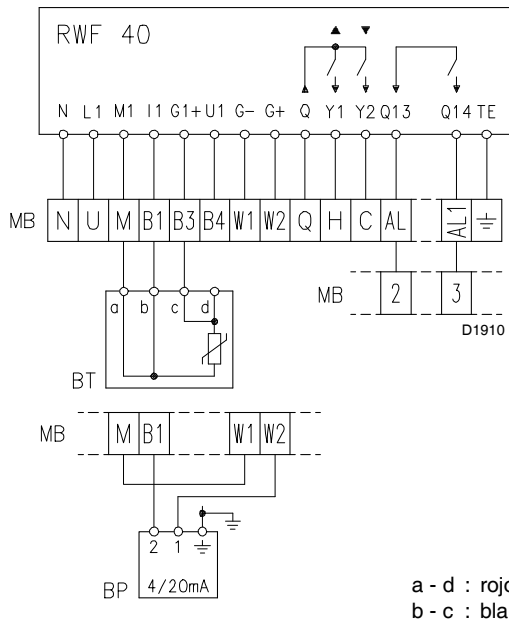 RWF 40
N L1 M1 I1 G1+ U1 G- G+ Q Y1 Y2 Q13 Q14 TE
MB N U M B1 B3 B4 W1 W2 Q H C AL AL1
MB 2 3
D1910
a b c d
BT
MB M B1 W1 W2
2 1
BP 4/20mA
a - d : rojo
b - c :